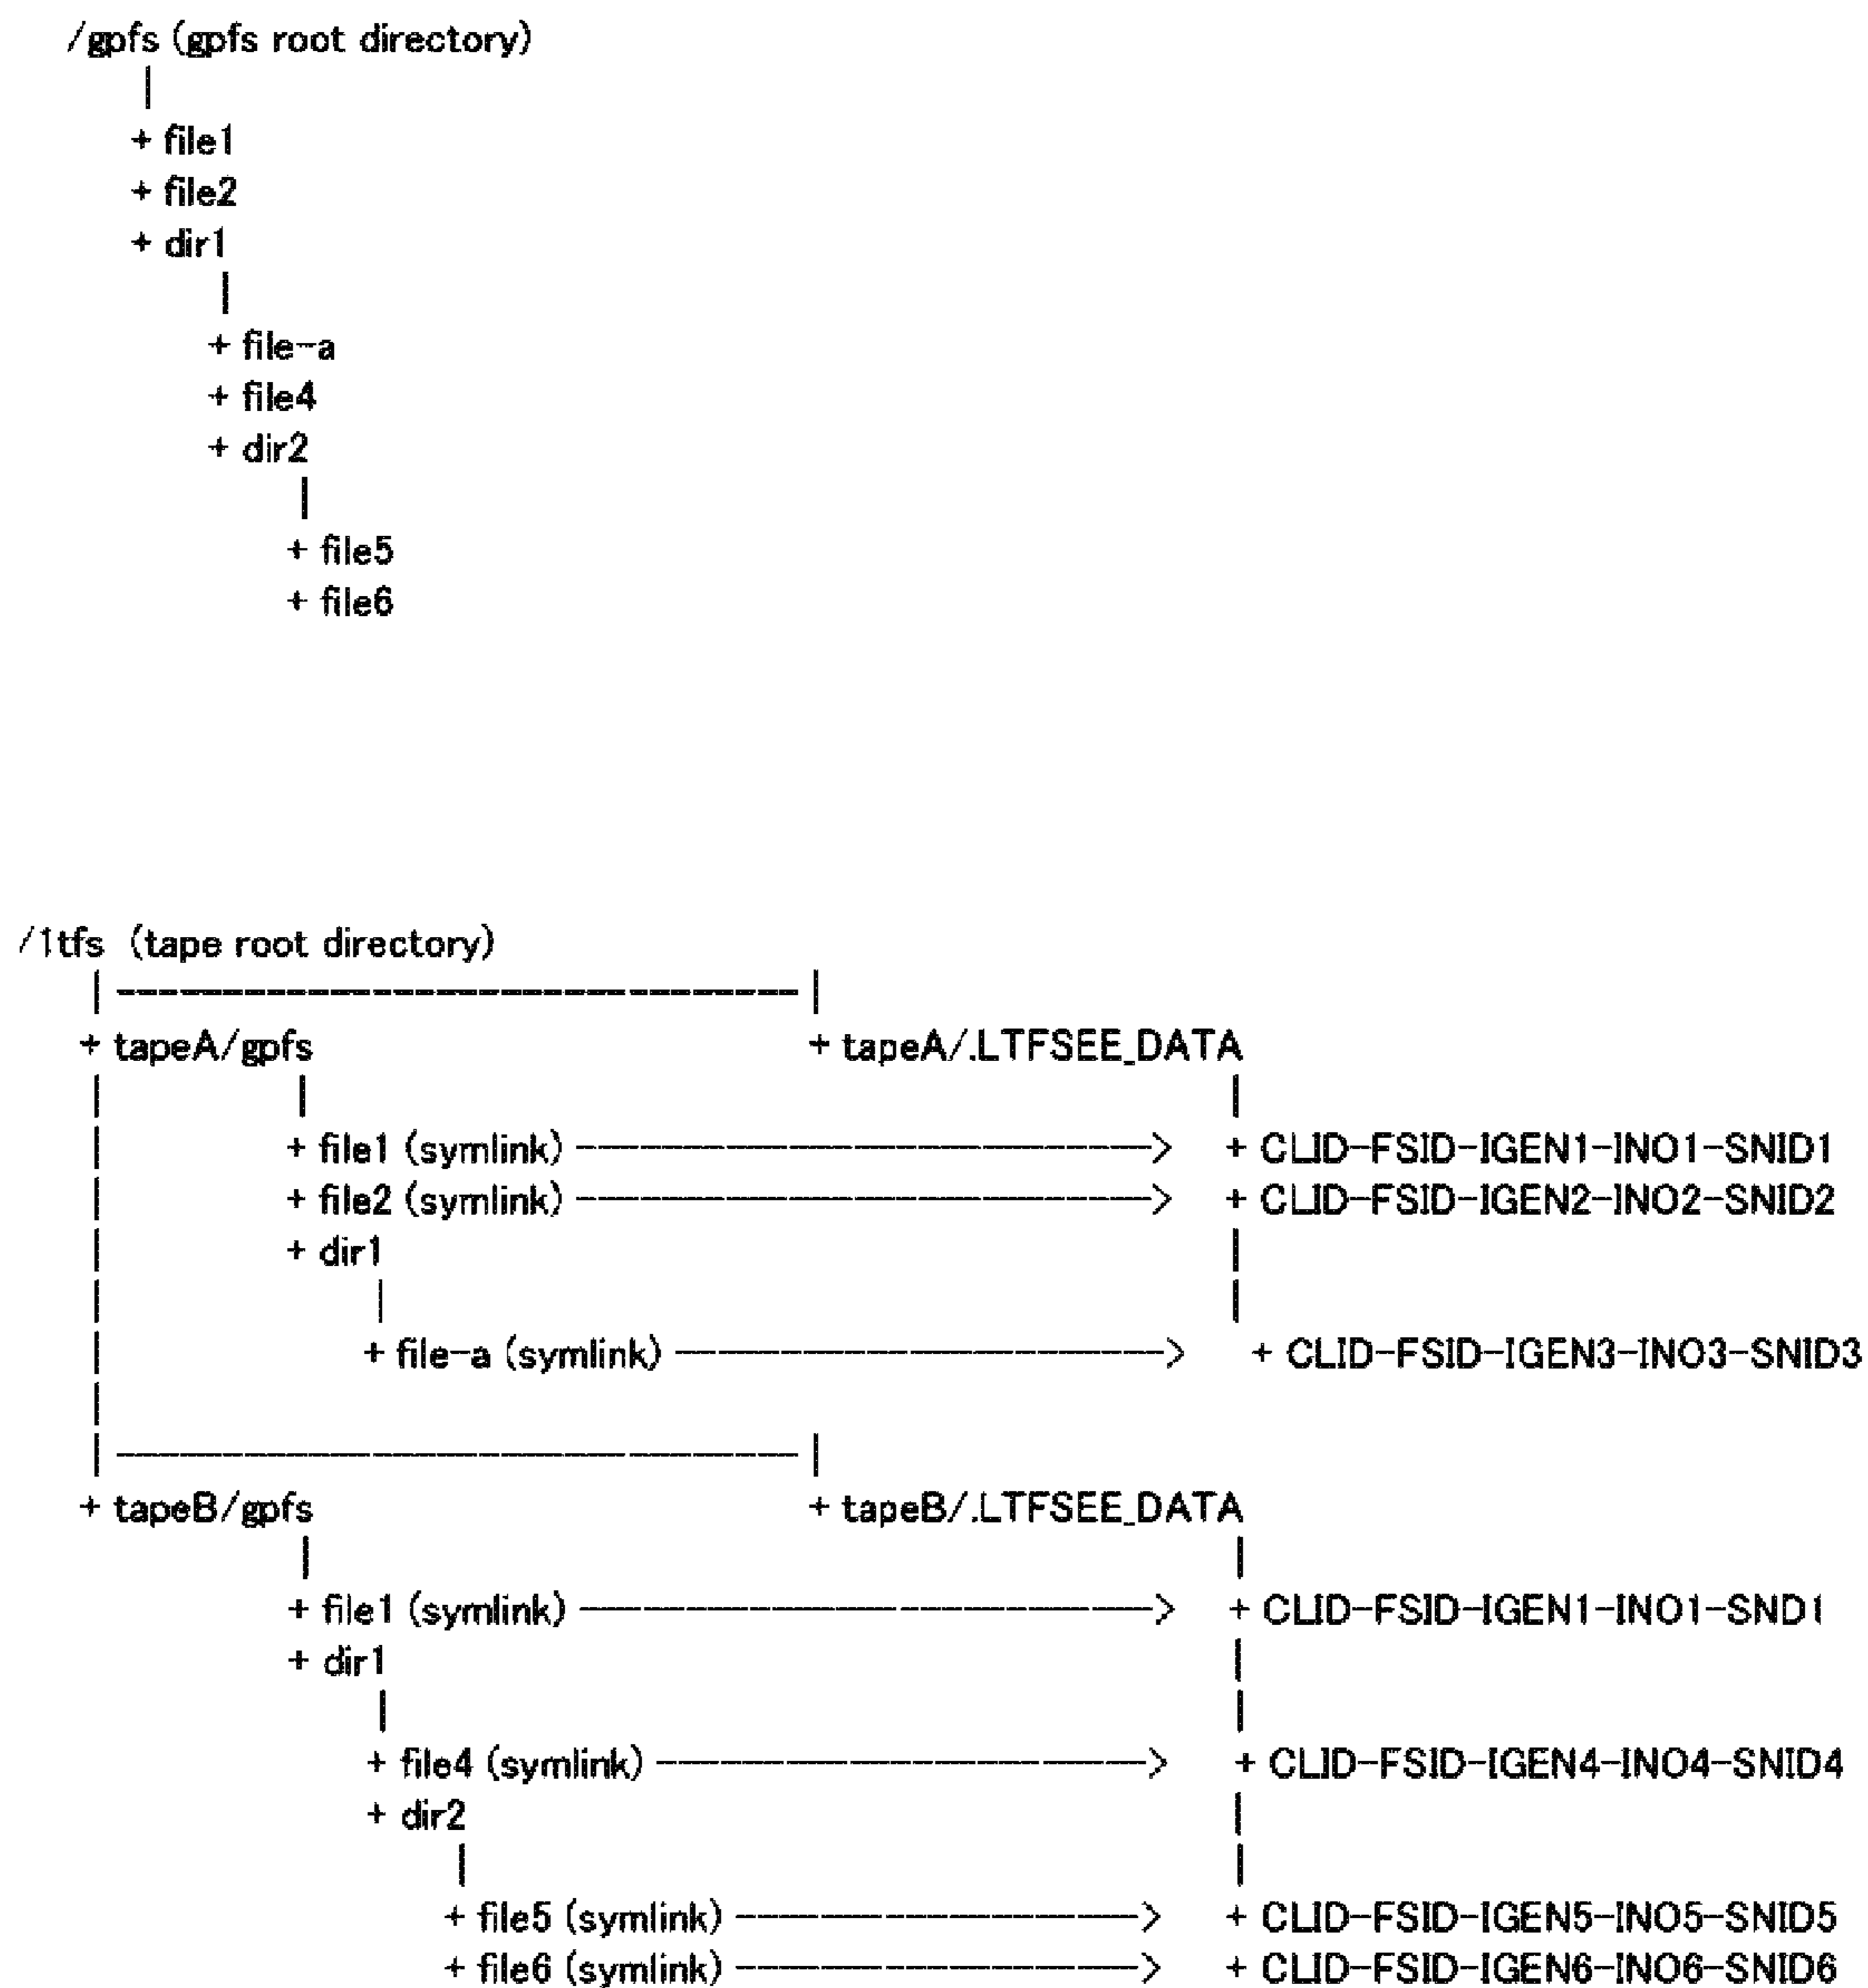 /gpfs (gpfs root directory)
|
+ file1
+ file2
+ dir1
|
+ file-a
+ file4
+ dir2
|
+ file5
+ file6
/1tfs (tape root directory)
| -------------------------------- |
+ tapeA/gpfs + tapeA/.LTFSEE_DATA
| | |
| + file1 (symlink) ---------------------------> + CLID-FSID-IGEN1-INO1-SNID1
| + file2 (symlink) ---------------------------> + CLID-FSID-IGEN2-INO2-SNID2
| + dir1 |
| | |
| + file-a (symlink) -----------------------> + CLID-FSID-IGEN3-INO3-SNID3
|
| -------------------------------- |
+ tapeB/gpfs + tapeB/.LTFSEE_DATA
| |
+ file1 (symlink) ---------------------------> + CLID-FSID-IGEN1-INO1-SND1
+ dir1 |
| |
+ file4 (symlink) -----------------------> + CLID-FSID-IGEN4-INO4-SNID4
+ dir2 |
| |
+ file5 (symlink) -------------------> + CLID-FSID-IGEN5-INO5-SNID5
+ file6 (symlink) -------------------> + CLID-FSID-IGEN6-INO6-SNID6